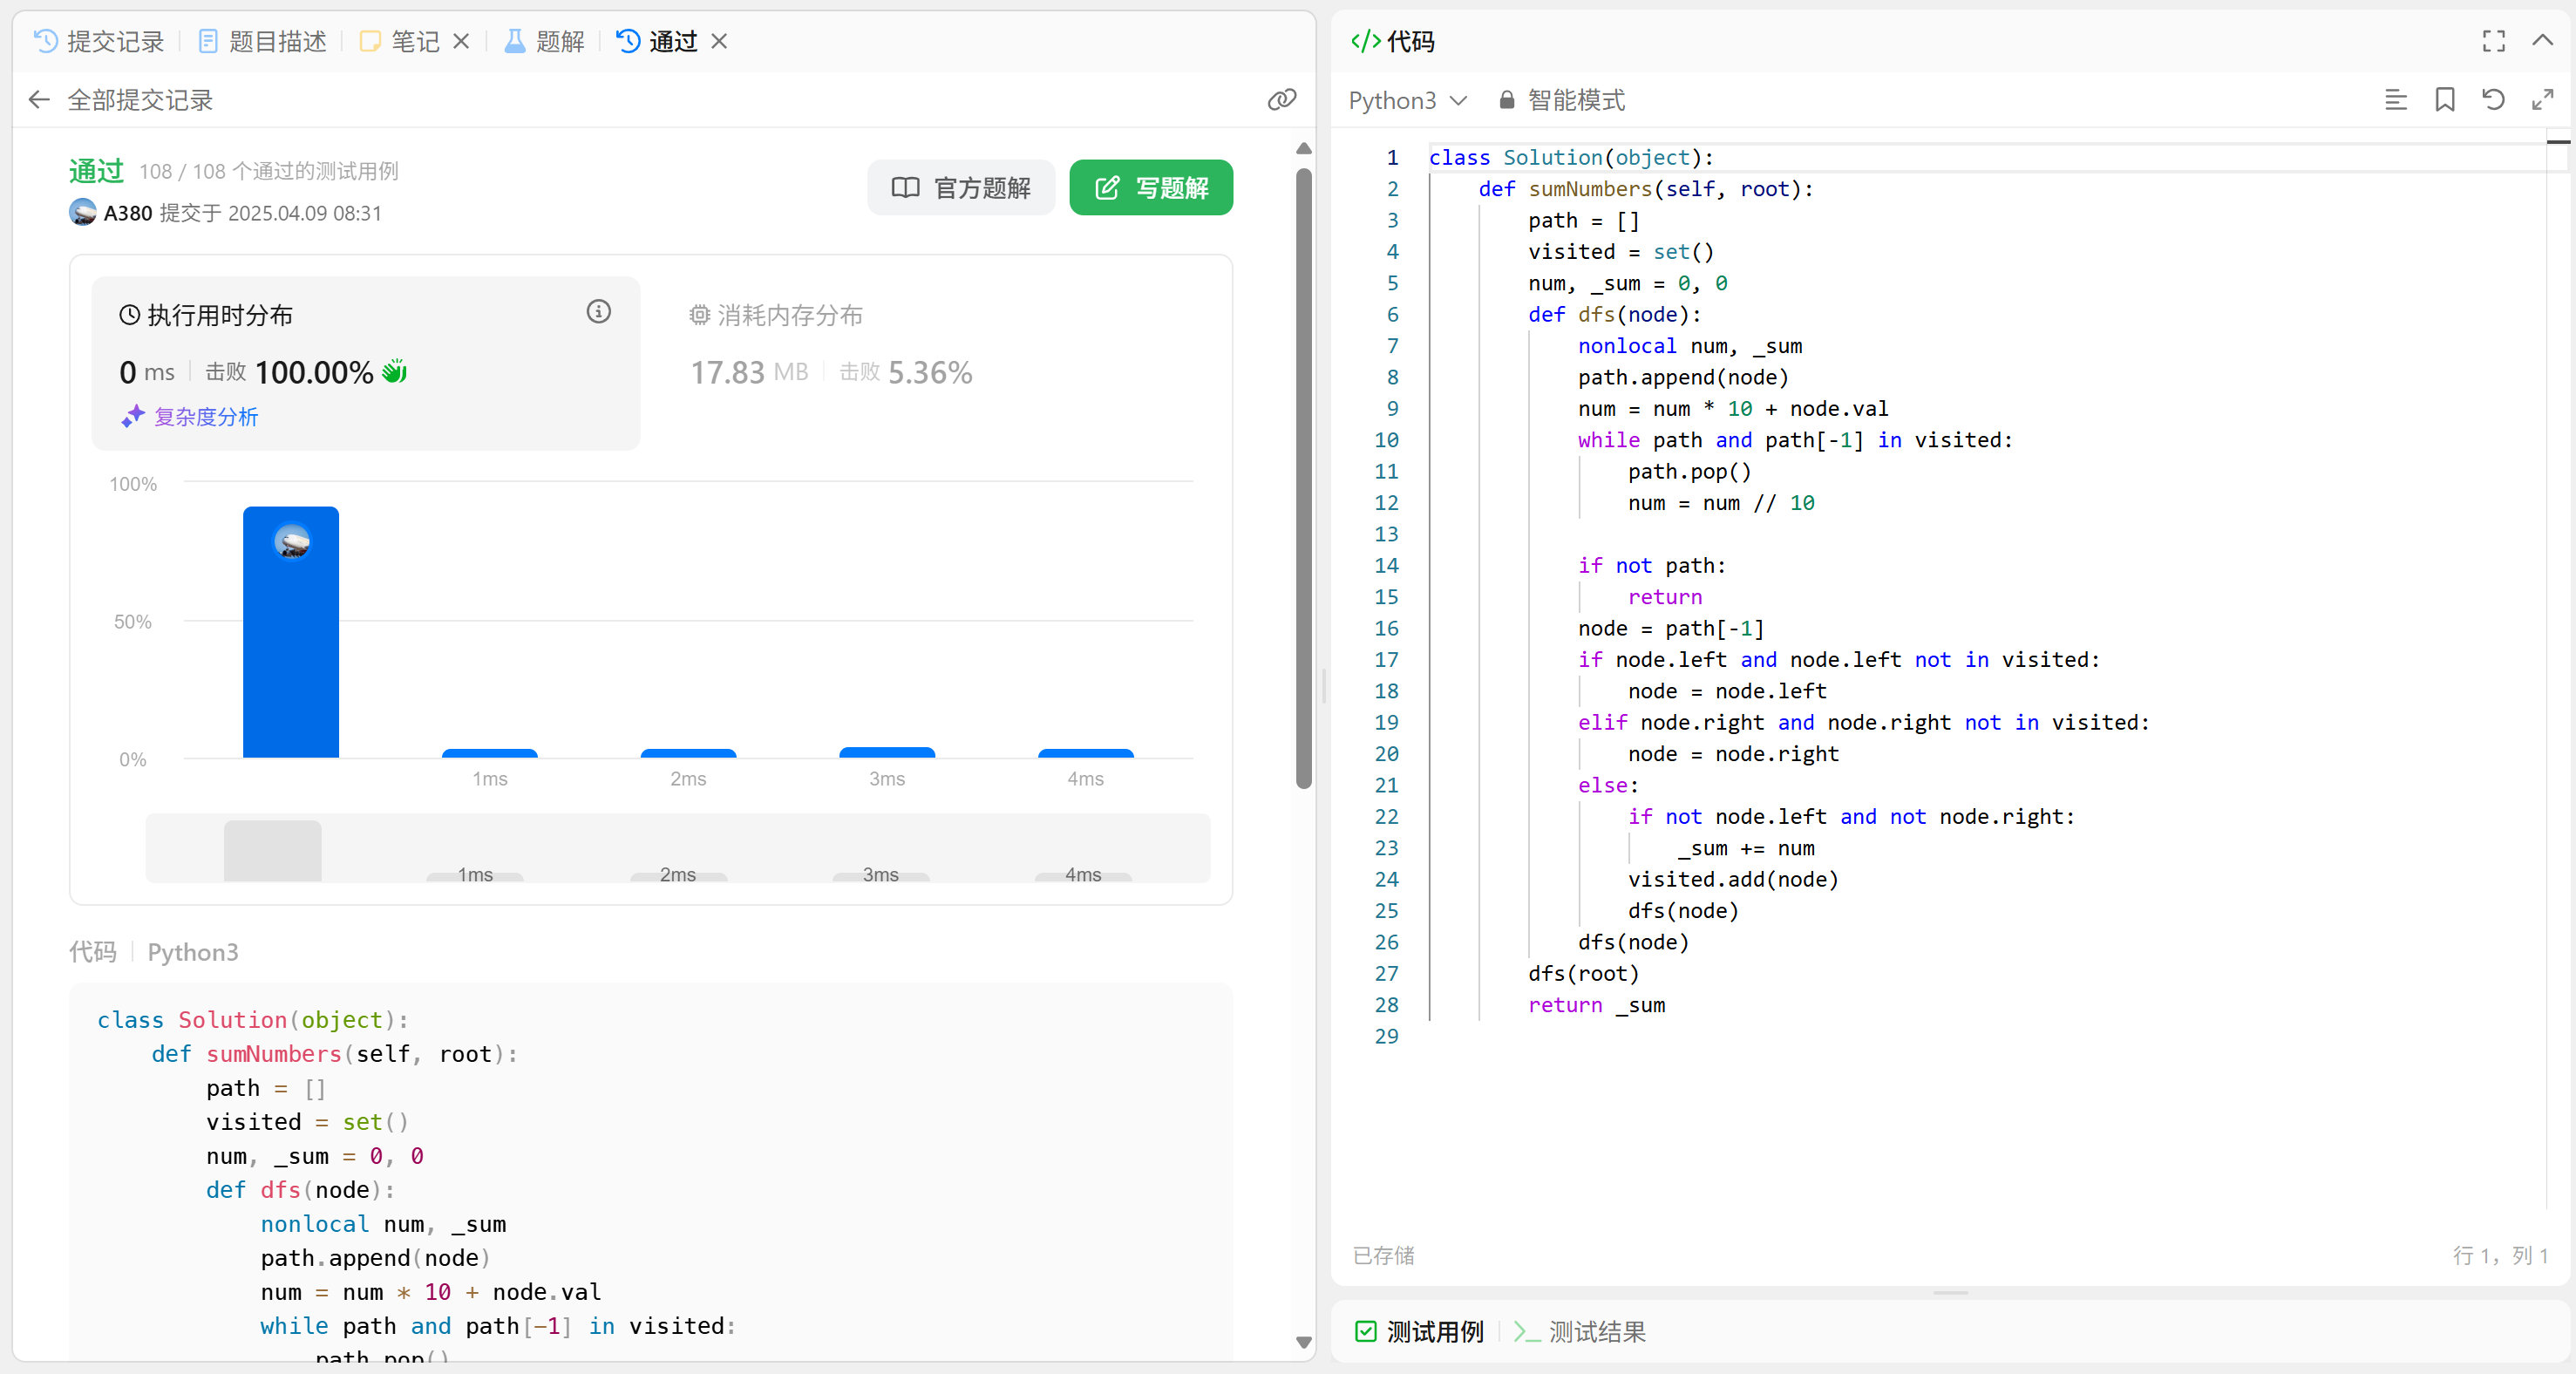 提交记录 题目描述 笔记 题解 通过
全部提交记录
通过 108 / 108 个通过的测试用例
A380 提交于 2025.04.09 08:31
官方题解 写题解
执行用时分布
0 ms 击败 100.00%
复杂度分析
消耗内存分布
17.83 MB 击败 5.36%
100%
50%
0%
1ms 2ms 3ms 4ms
1ms 2ms 3ms 4ms
代码 Python3
class Solution(object):
    def sumNumbers(self, root):
        path = []
        visited = set()
        num, _sum = 0, 0
        def dfs(node):
            nonlocal num, _sum
            path.append(node)
            num = num * 10 + node.val
            while path and path[-1] in visited:
                path.pop()
</> 代码
Python3 智能模式
1 class Solution(object):
2     def sumNumbers(self, root):
3         path = []
4         visited = set()
5         num, _sum = 0, 0
6         def dfs(node):
7             nonlocal num, _sum
8             path.append(node)
9             num = num * 10 + node.val
10             while path and path[-1] in visited:
11                 path.pop()
12                 num = num // 10
13
14             if not path:
15                 return
16             node = path[-1]
17             if node.left and node.left not in visited:
18                 node = node.left
19             elif node.right and node.right not in visited:
20                 node = node.right
21             else:
22                 if not node.left and not node.right:
23                     _sum += num
24                 visited.add(node)
25                 dfs(node)
26             dfs(node)
27         dfs(root)
28         return _sum
29
已存储 行 1，列 1
测试用例 测试结果